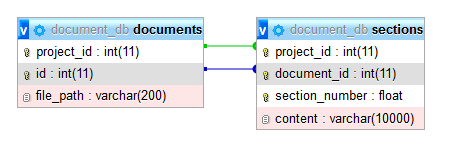 v document_db documents
project_id : int(11)
id : int(11)
file_path : varchar(200)
v document_db sections
project_id : int(11)
document_id : int(11)
section_number : float
content : varchar(10000)